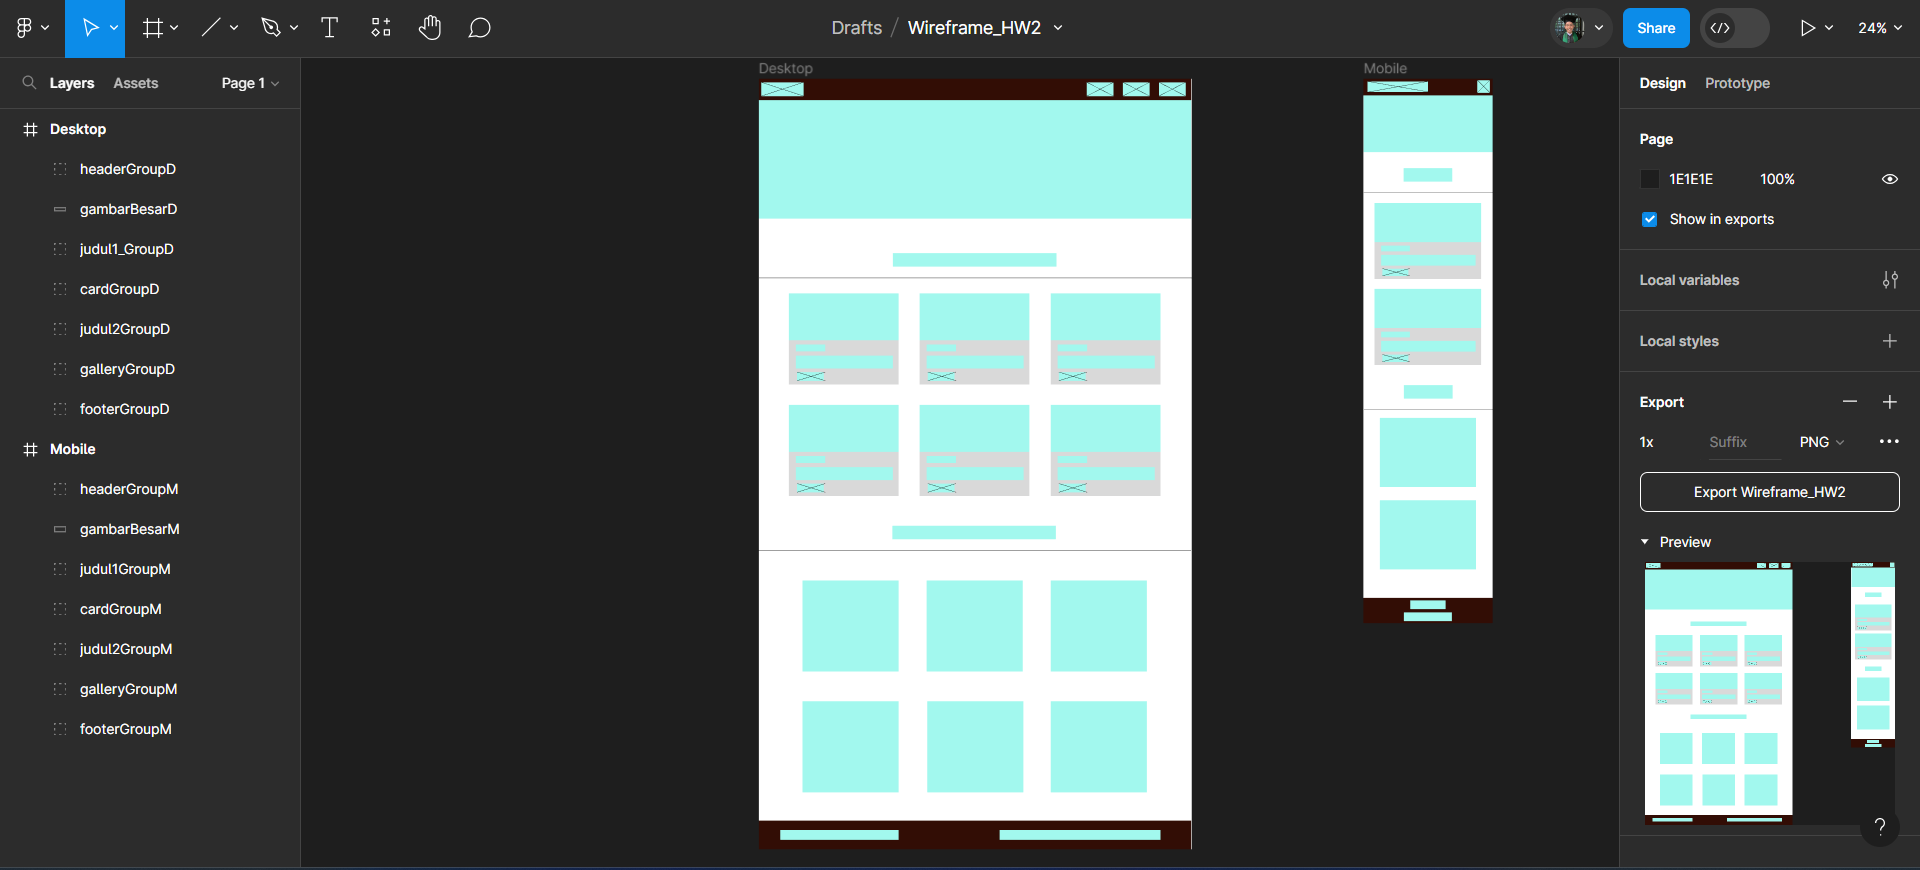 Drafts / Wireframe_HW2
Share
24%
Layers Assets Page 1
Desktop
headerGroupD
gambarBesarD
judul1_GroupD
cardGroupD
judul2GroupD
galleryGroupD
footerGroupD
Mobile
headerGroupM
gambarBesarM
judul1GroupM
cardGroupM
judul2GroupM
galleryGroupM
footerGroupM
Desktop
Mobile
Design Prototype
Page
1E1E1E 100%
Show in exports
Local variables
Local styles
Export
1x Suffix PNG
Export Wireframe_HW2
Preview
?